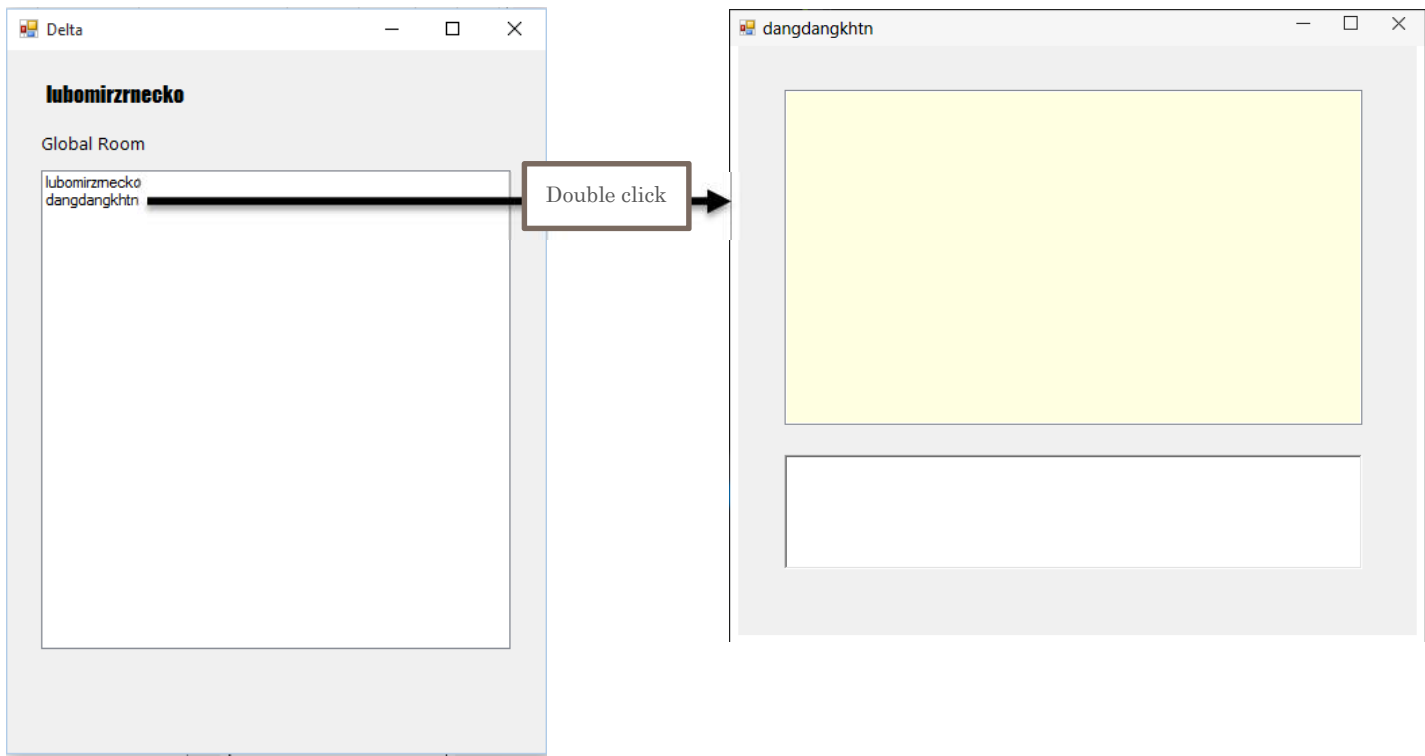 Delta
lubomirzrnecko
Global Room
lubomirzrnecko
dangdangkhtn
Double click
dangdangkhtn